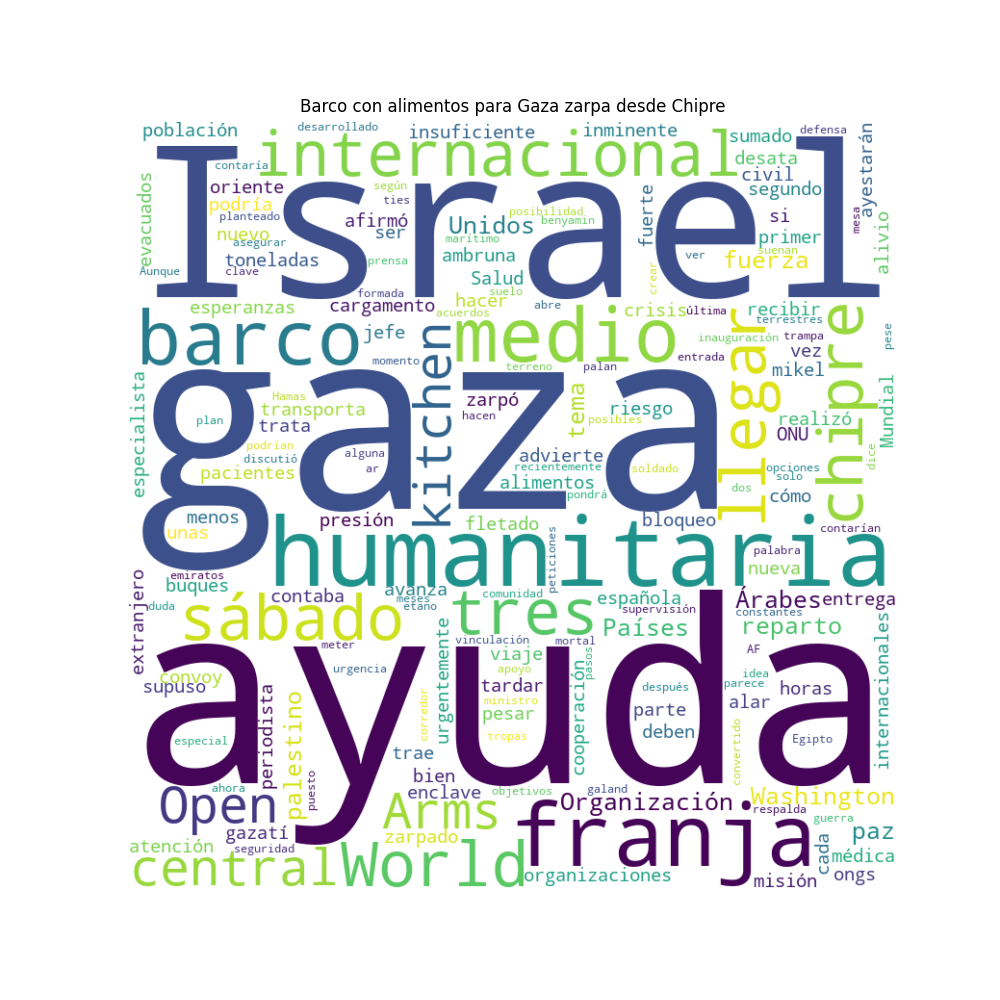 Barco con alimentos para Gaza zarpa desde Chipre
población
desarrollado
insuficiente
inminente
sumado
defensa
internacional
Israel
contaría
oriente
según
ties
podría
planteado
nuevo
afirmó
ser
asegurar
posibilidad
benyamin
Unidos
marítimo
fuerte
desata
civil
segundo
si
primer
mesa
ayestarán
evacuados
Aunque
clave
toneladas
prensa
ambruna
Salud
suelo
ver
crear
suenan
fuerza
alivio
esperanzas
formada
cargamento
hacer
acuerdos
abre
crisis
última
recibir
terrestres
barco
jefe
kitchen
medio
llegar
chipre
inauguración
trampa
pese
momento
terreno
palan
entrada
vez
mikel
gaza
Hamas
transporta
plan
trata
zarpó
hacen
tema
riesgo
posibles
realizó
ONU
Mundial
especialista
podrían
discutió
pacientes
alguna
ar
advierte
recientemente
alimentos
pondrá
soldado
opciones
solo
dos
cómo
dice
menos
unas
presión
fletado
bloqueo
contarían
humanitaria
emiratos
buques
palabra
nueva
extranjero
duda
contaba
avanza
meses
etano
comunidad
peticiones
española
supervisión
constantes
Árabes
entrega
sábado
tres
Países
reparto
meter
vinculación
mortal
pasos
AF
convoy
supuso
urgencia
urgentemente
viaje
apoyo
tardar
ministro
cooperación
después
idea
parece
horas
internacionales
ayuda
periodista
palestino
corredor
pesar
tropas
parte
deben
alar
convertido
Egipto
especial
trae
ahora
puesto
bien
enclave
objetivos
galand
Washington
respalda
Open
Arms
Organización
gazatí
zarpado
franja
guerra
paz
cada
atención
seguridad
médica
central
World
organizaciones
misión
ongs